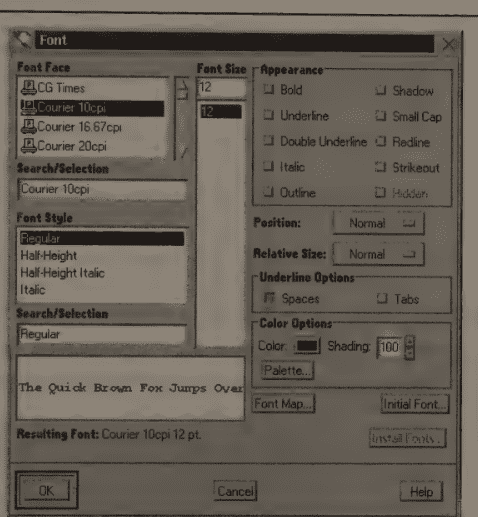 Font
Font Face
CG Times
Courier 10cpi
Courier 16.67cpi
Courier 20cpi
Search/Selection
Courier 10cpi
Font Style
Regular
Half-Height
Half-Height Italic
Italic
Search/Selection
Regular
The Quick Brown Fox Jumps Over
Resulting Font: Courier 10cpi 12 pt.
Font Size
12
12
Appearance
Bold
Shadow
Underline
Small Cap
Double Underline
Redline
Italic
Strikeout
Outline
Hidden
Position: Normal
Relative Size: Normal
Underline Options
Spaces
Tabs
Color Options
Color: Shading: 100
Palette...
Font Map...
Initial Font...
Install Fonts...
OK
Cancel
Help